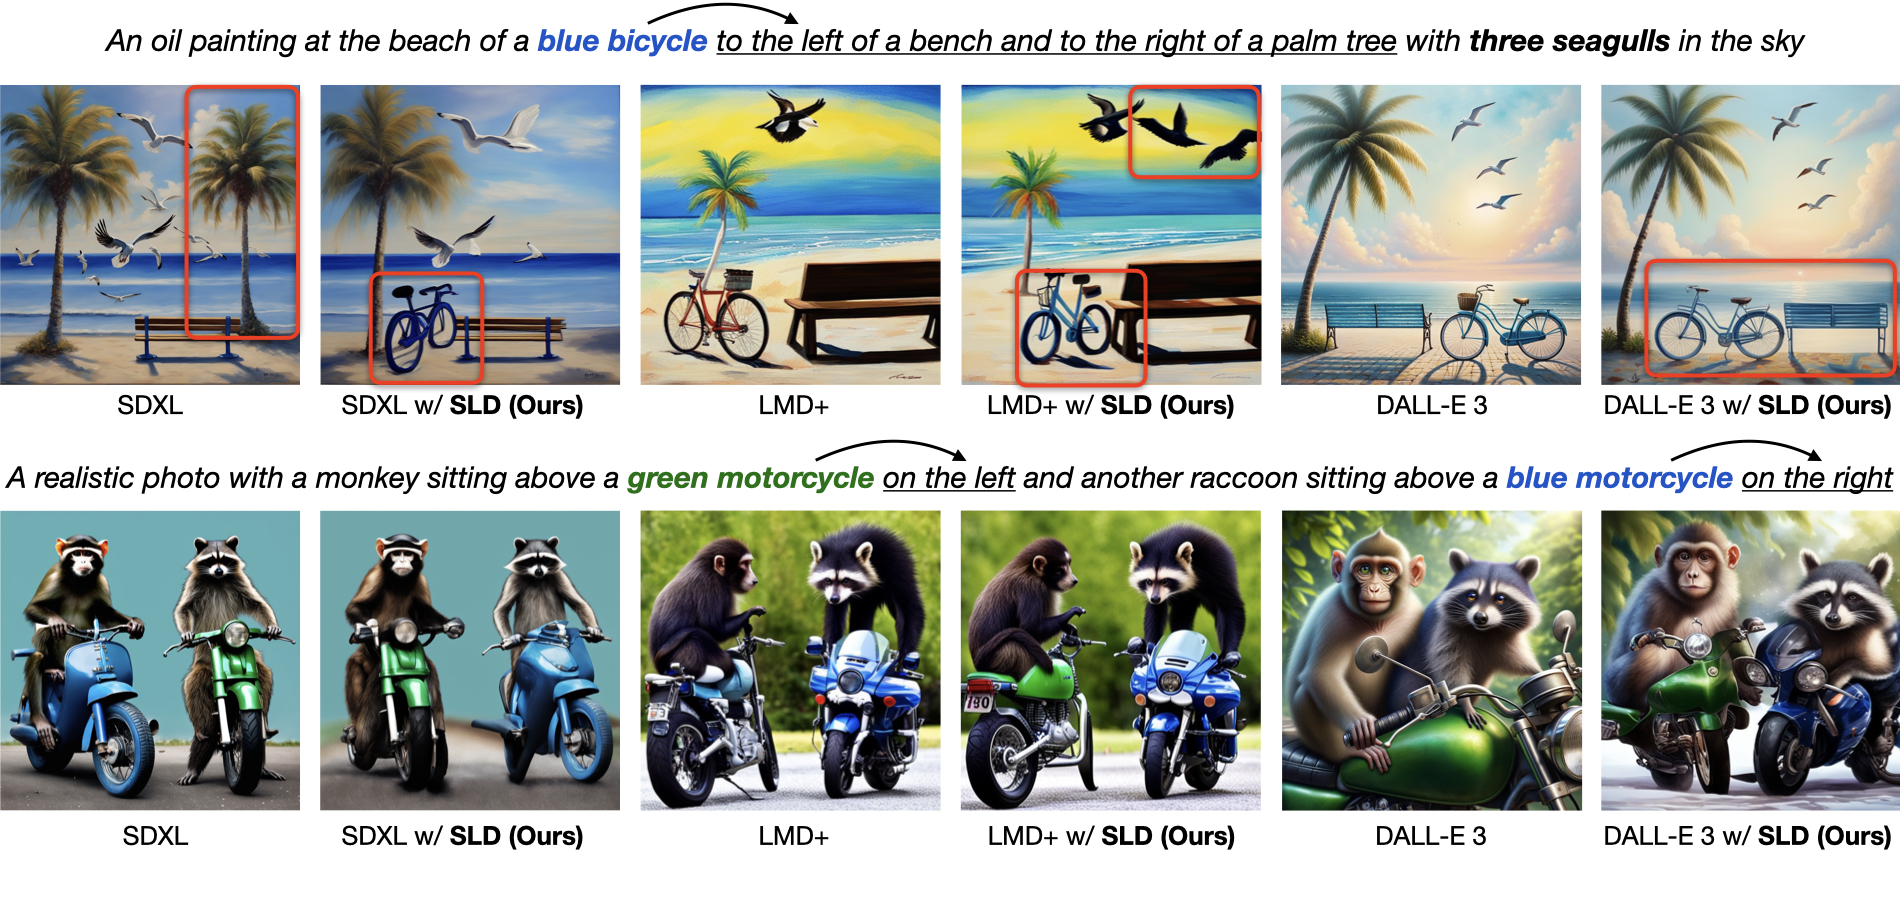 An oil painting at the beach of a blue bicycle to the left of a bench and to the right of a palm tree with three seagulls in the sky
SDXL
SDXL w/ SLD (Ours)
LMD+
LMD+ w/ SLD (Ours)
DALL-E 3
DALL-E 3 w/ SLD (Ours)
A realistic photo with a monkey sitting above a green motorcycle on the left and another raccoon sitting above a blue motorcycle on the right
SDXL
SDXL w/ SLD (Ours)
LMD+
LMD+ w/ SLD (Ours)
DALL-E 3
DALL-E 3 w/ SLD (Ours)